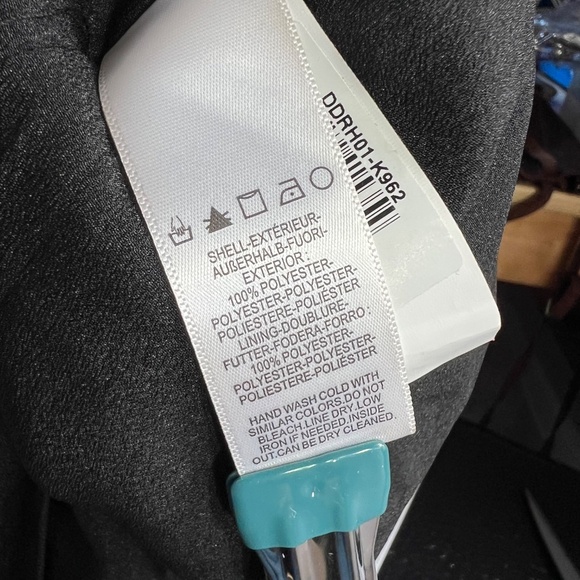 DDRH01-K962
SHELL-EXTÉRIEUR-
AUßERHALB-FUORI-
EXTERIOR :
100% POLYESTER-
POLYESTER-POLYESTER-
POLIESTERE-POLIÉSTER
LINING-DOUBLURE-
FUTTER-FODERA-FORRO :
100% POLYESTER-
POLYESTER-POLYESTER-
POLIESTERE-POLIÉSTER
HAND WASH COLD WITH
SIMILAR COLORS.DO NOT
BLEACH.LINE DRY.LOW
IRON IF NEEDED.INSIDE
OUT.CAN BE DRY CLEANED.